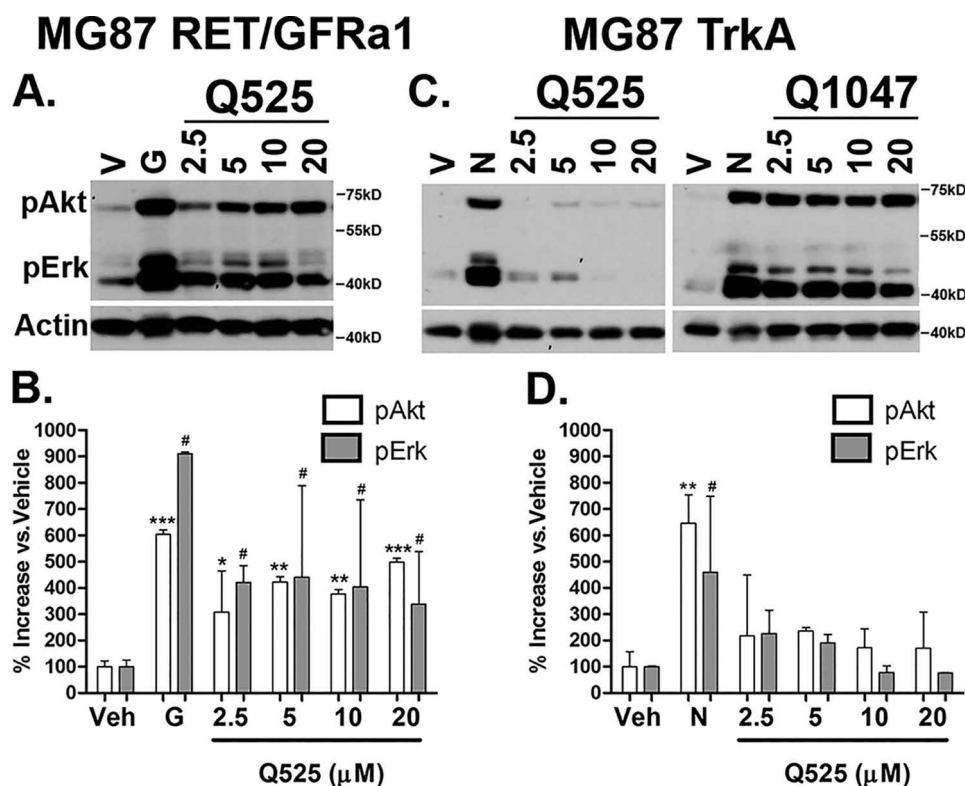 MG87 RET/GFRa1
MG87 TrkA
A.
Q525
V G 2.5 5 10 20
pAkt
pErk
Actin
–75kD
–55kD
–40kD
–40kD
C.
Q525
Q1047
V N 2.5 5 10 20
V N 2.5 5 10 20
–75kD
–55kD
–40kD
–40kD
B.
pAkt
pErk
% Increase vs.Vehicle
1000
900
800
700
600
500
400
300
200
100
0
*** # * # ** # ** # *** #
Veh G 2.5 5 10 20
Q525 (μM)
D.
pAkt
pErk
% Increase vs.Vehicle
1000
900
800
700
600
500
400
300
200
100
0
** #
Veh N 2.5 5 10 20
Q525 (μM)